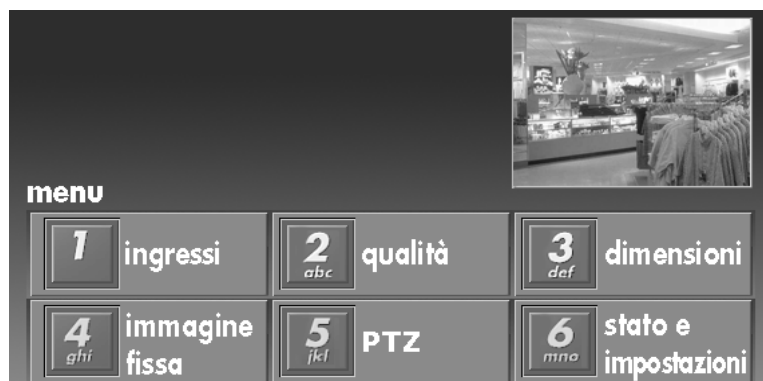 menu
1 ingressi
2 abc qualità
3 def dimensioni
4 ghi immagine fissa
5 jkl PTZ
6 mno stato e impostazioni